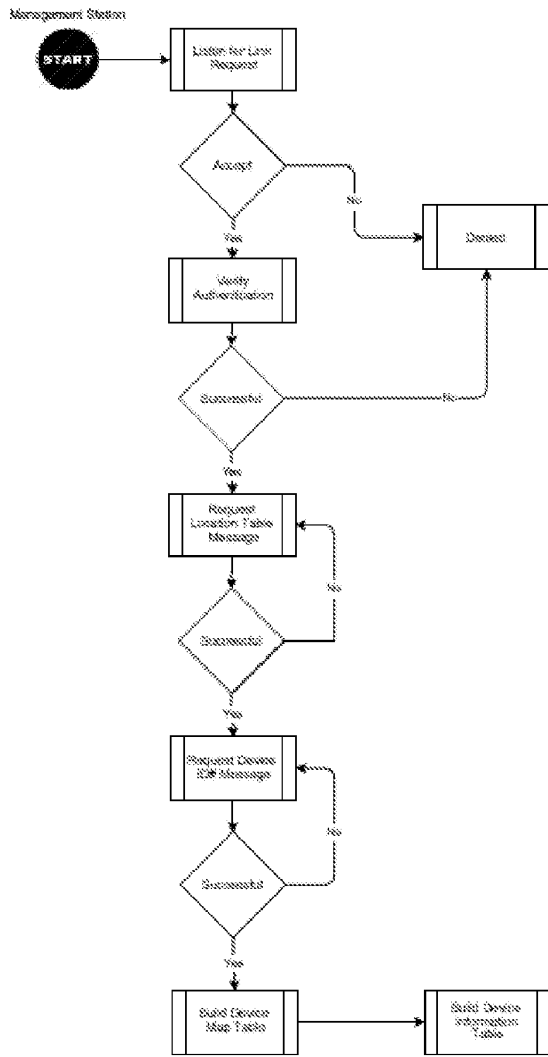 Management Station
START
Listen for Link
Request
Accept
No
Denied
Yes
Verify
Authentication
Successful
No
Yes
Request
Location Table
Message
No
Successful
Yes
Request Device
ID# Message
No
Successful
Yes
Build Device
Map Table
Build Device
Information
Table